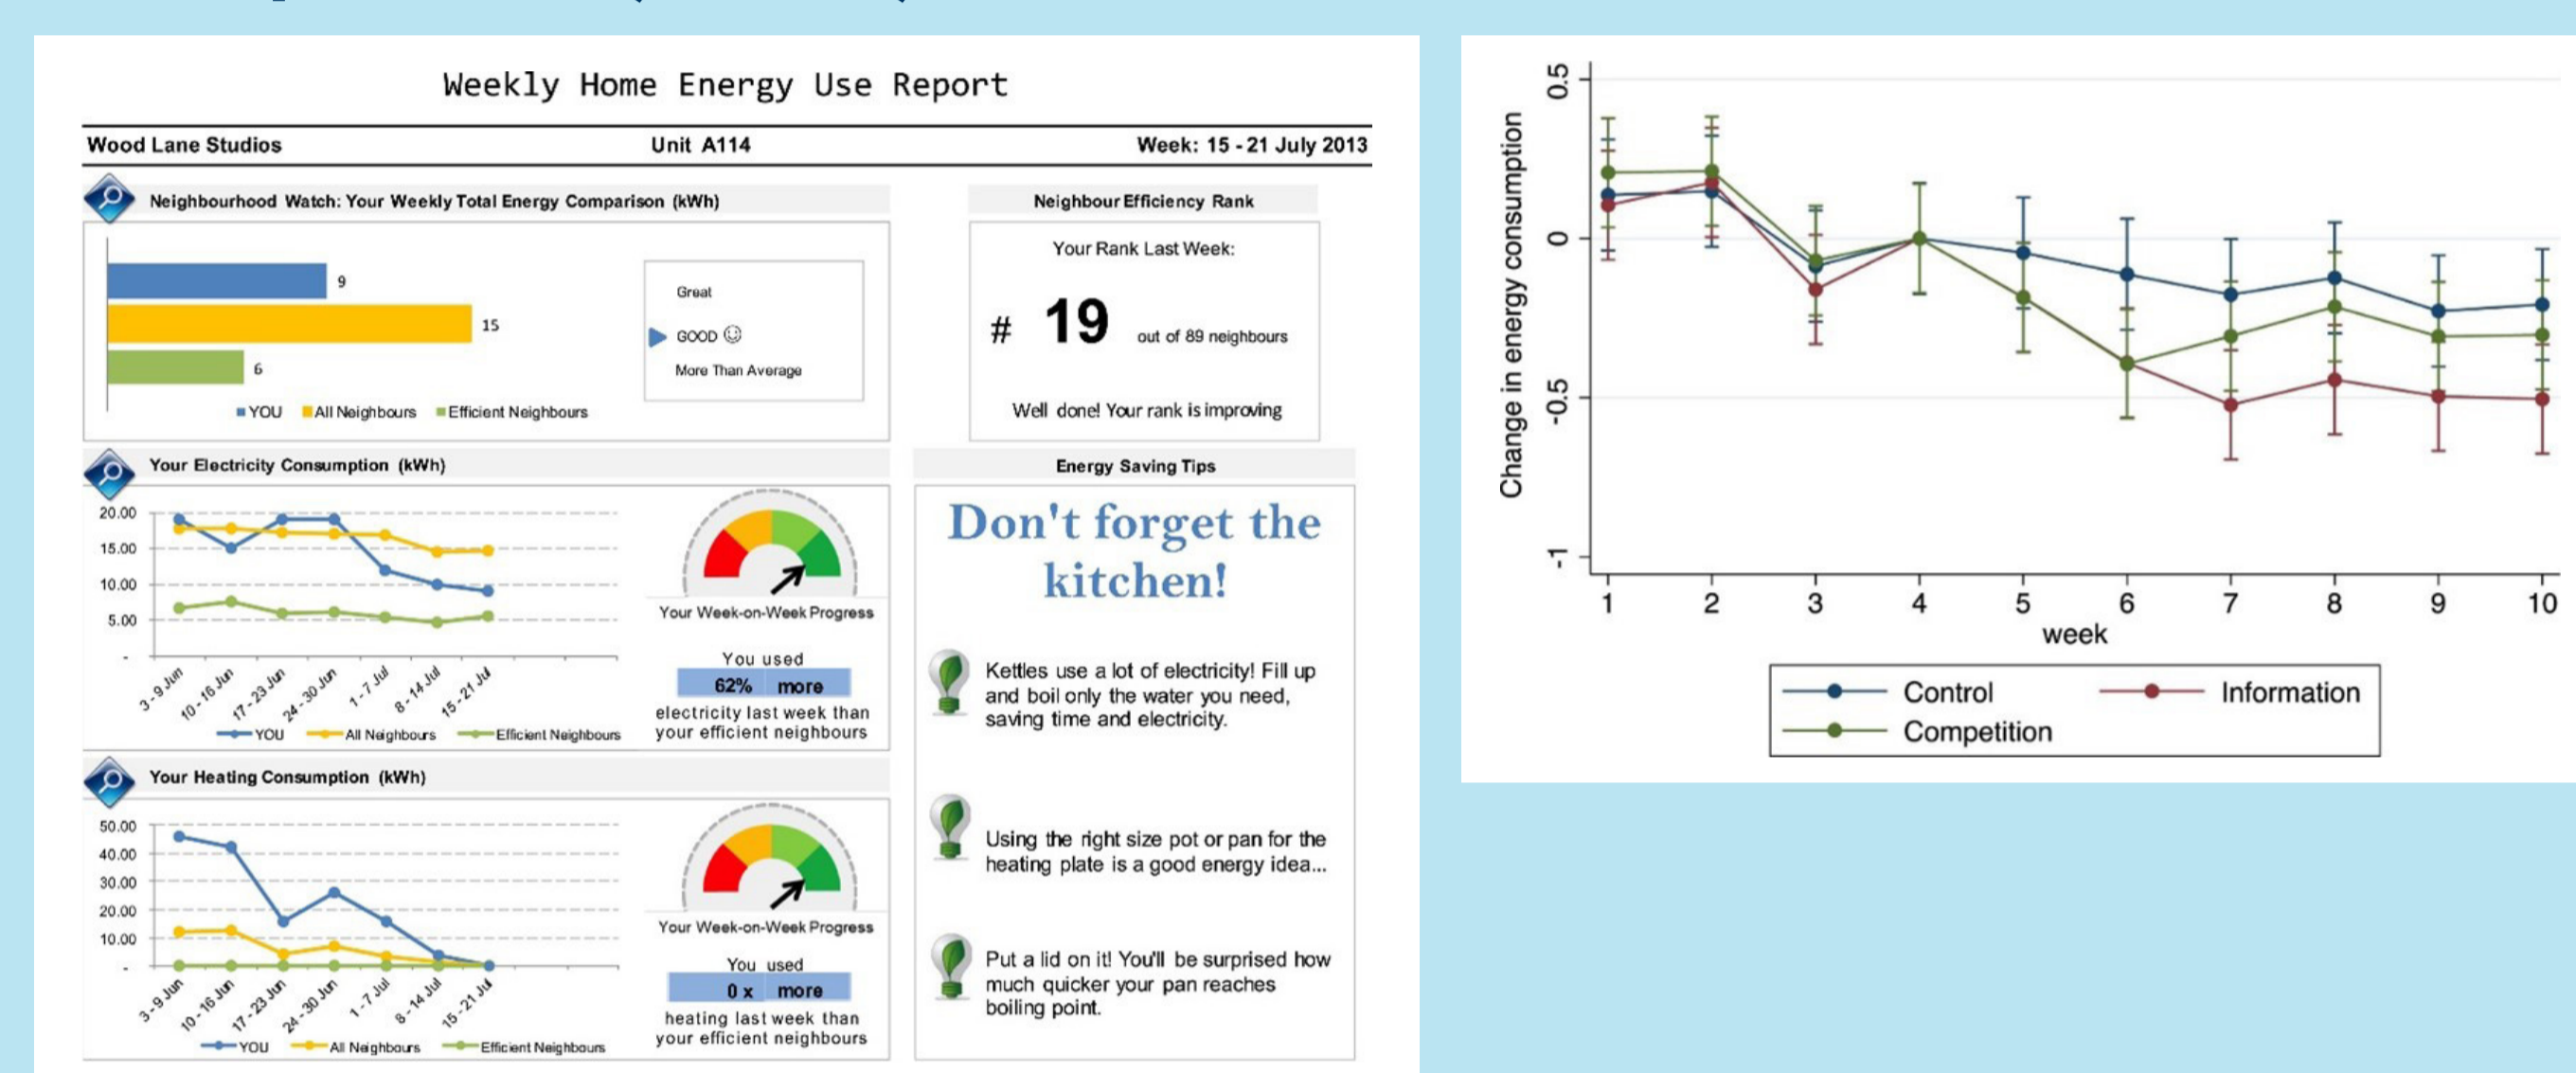 Weekly Home Energy Use Report
Wood Lane Studios Unit A114 Week: 15 - 21 July 2013
Neighbourhood Watch: Your Weekly Total Energy Comparison (kWh)
9
15
6
YOU All Neighbours Efficient Neighbours
Great
GOOD ☺
More Than Average
Neighbour Efficiency Rank
Your Rank Last Week:
# 19 out of 89 neighbours
Well done! Your rank is improving
Your Electricity Consumption (kWh)
20.00
15.00
10.00
5.00
-
3 - 9 Jun 10 - 16 Jun 17 - 23 Jun 24 - 30 Jun 1 - 7 Jul 8 - 14 Jul 15 - 21 Jul
YOU All Neighbours Efficient Neighbours
Your Week-on-Week Progress
You used
62% more
electricity last week than
your efficient neighbours
Your Heating Consumption (kWh)
50.00
40.00
30.00
20.00
10.00
-
3 - 9 Jun 10 - 16 Jun 17 - 23 Jun 24 - 30 Jun 1 - 7 Jul 8 - 14 Jul 15 - 21 Jul
YOU All Neighbours Efficient Neighbours
Your Week-on-Week Progress
You used
0 x more
heating last week than
your efficient neighbours
Energy Saving Tips
Don't forget the
kitchen!
Kettles use a lot of electricity! Fill up
and boil only the water you need,
saving time and electricity.
Using the right size pot or pan for the
heating plate is a good energy idea...
Put a lid on it! You'll be surprised how
much quicker your pan reaches
boiling point.
Change in energy consumption
0.5
0
-0.5
-1
1 2 3 4 5 6 7 8 9 10
week
Control Information
Competition